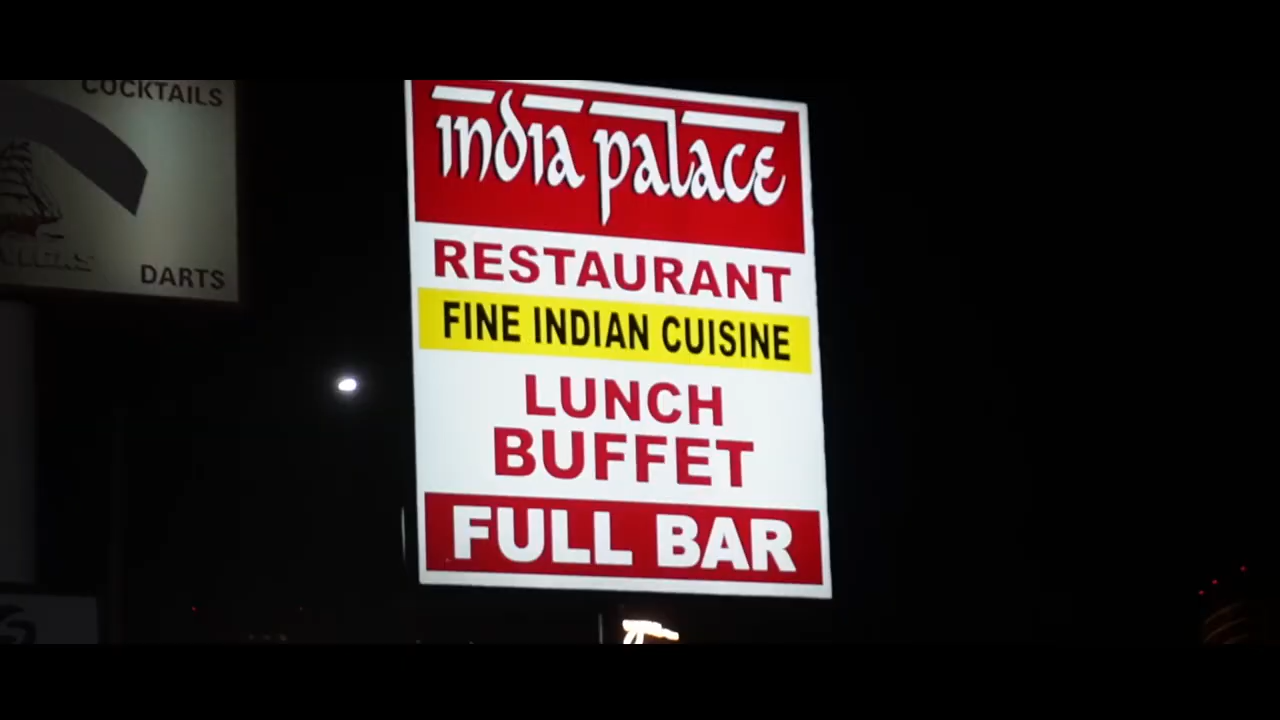 COCKTAILS
DARTS
india palace
RESTAURANT
FINE INDIAN CUISINE
LUNCH
BUFFET
FULL BAR